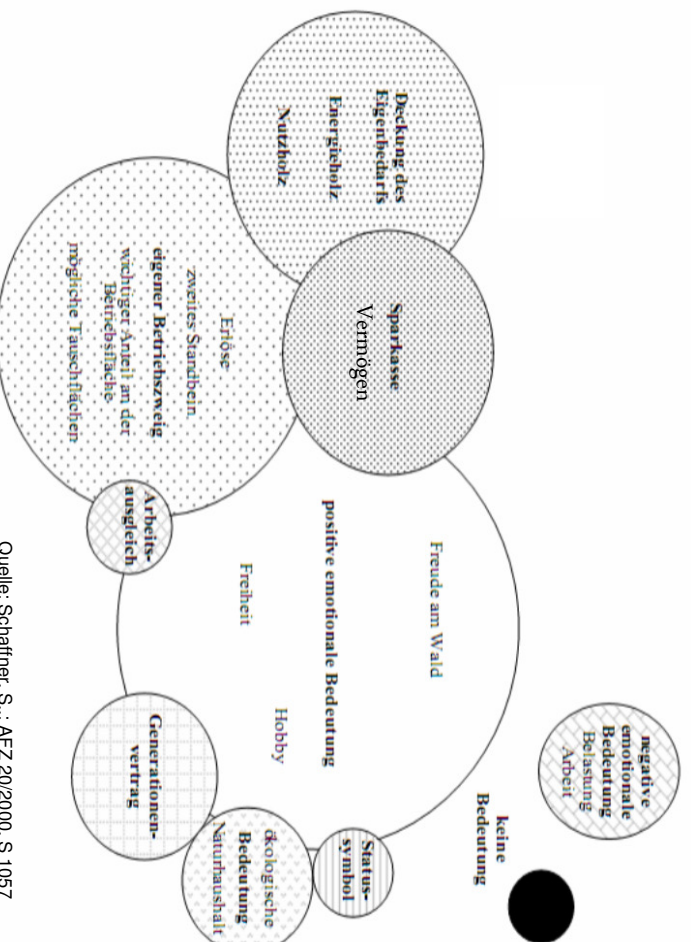 negative
emotionale
Bedeutung
Belastung
Arbeit
keine
Bedeutung
Deckung des
Eigenbedarfs
Energieholz
Nutzholz
Sparkasse
Vermögen
Freude am Wald
positive emotionale Bedeutung
Freiheit
Hobby
Status-
symbol
ökologische
Bedeutung
Naturhaushalt
Erlöse
zweites Standbein
eigener Betriebszweig
wichtiger Anteil an der
Betriebsfläche
mögliche Tauschflächen
Arbeits-
ausgleich
Generationen-
vertrag
Quelle: Schaffner, S.,: AFZ 20/2000, S 1057